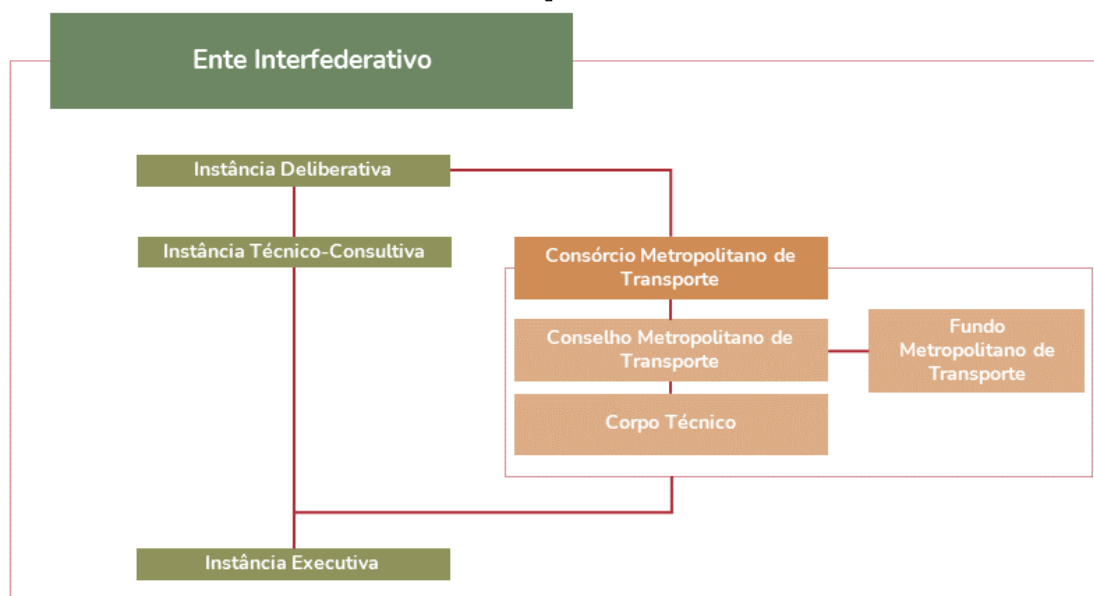 Ente Interfederativo
Instância Deliberativa
Instância Técnico-Consultiva
Consórcio Metropolitano de
Transporte
Conselho Metropolitano de
Transporte
Fundo
Metropolitano de
Transporte
Corpo Técnico
Instância Executiva